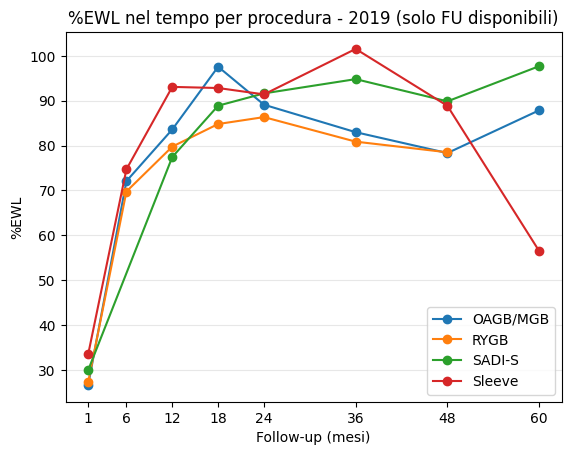 %EWL nel tempo per procedura - 2019 (solo FU disponibili)
100
90
80
70
60
50
40
30
%EWL
OAGB/MGB
RYGB
SADI-S
Sleeve
1 6 12 18 24 36 48 60
Follow-up (mesi)